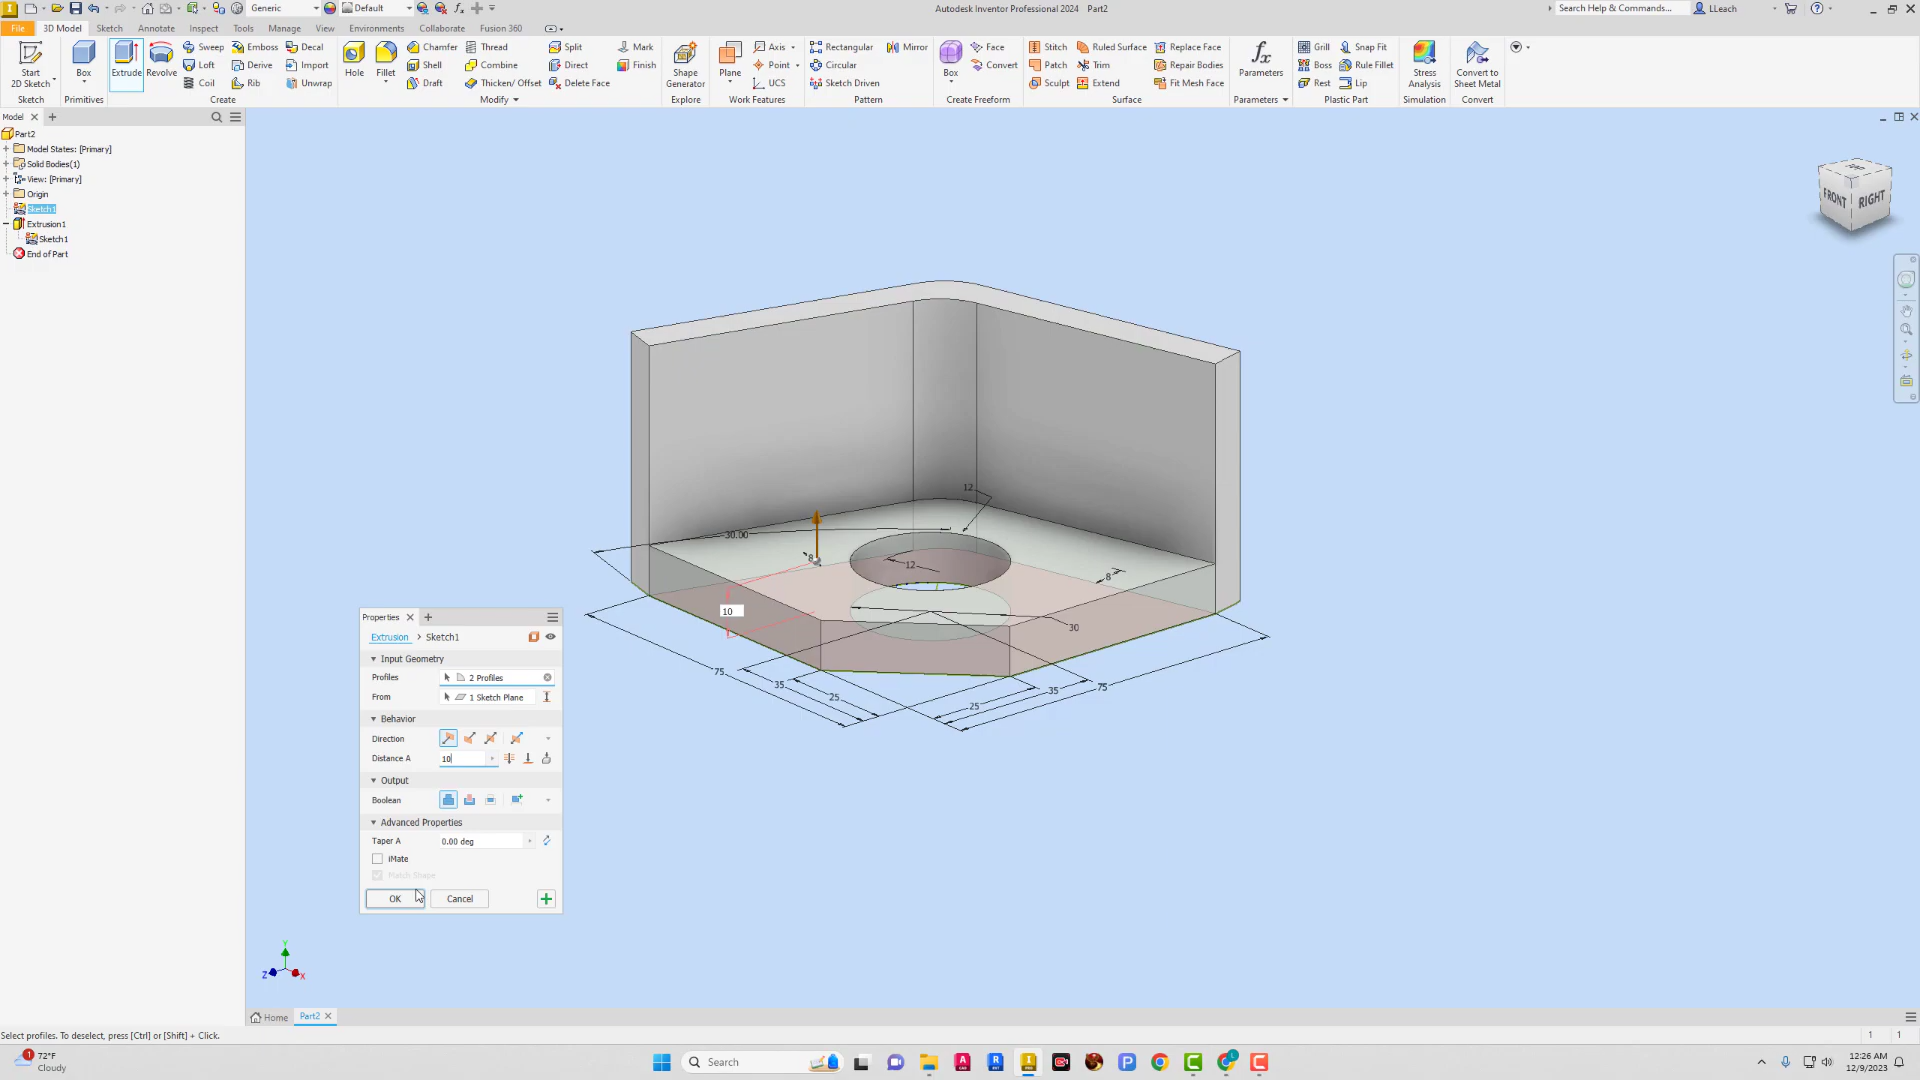 Generic
Default
Autodesk Inventor Professional 2024 Part2
Search Help & Commands...
LLeach
File 3D Model Sketch Annotate Inspect Tools Manage View Environments Collaborate Fusion 360
Start
2D Sketch
Box
Extrude
Revolve
Sweep
Loft
Coil
Emboss
Derive
Rib
Decal
Import
Unwrap
Hole
Fillet
Chamfer
Shell
Draft
Thread
Combine
Thicken/ Offset
Split
Direct
Delete Face
Mark
Finish
Shape
Generator
Plane
Axis
Point
UCS
Rectangular
Circular
Sketch Driven
Mirror
Box
Face
Convert
Stitch
Patch
Sculpt
Ruled Surface
Trim
Extend
Replace Face
Repair Bodies
Fit Mesh Face
Parameters
Grill
Boss
Rest
Snap Fit
Rule Fillet
Lip
Stress
Analysis
Convert to
Sheet Metal
Sketch Primitives Create Modify Explore Work Features Pattern Create Freeform Surface Parameters Plastic Part Simulation Convert
Model
Part2
Model States: [Primary]
Solid Bodies(1)
View: [Primary]
Origin
Sketch1
Extrusion1
Sketch1
End of Part
FRONT
RIGHT
12
30.00
8
12
8
10
30
75
35
25
25
35
75
Properties
Extrusion > Sketch1
Input Geometry
Profiles 2 Profiles
From 1 Sketch Plane
Behavior
Direction
Distance A 10
Output
Boolean
Advanced Properties
Taper A 0.00 deg
iMate
Match Shape
OK Cancel
Y
Z
X
Home Part2
Select profiles. To deselect, press [Ctrl] or [Shift] + Click.
1 1
1
72°F
Cloudy
Search
12:26 AM
12/9/2023